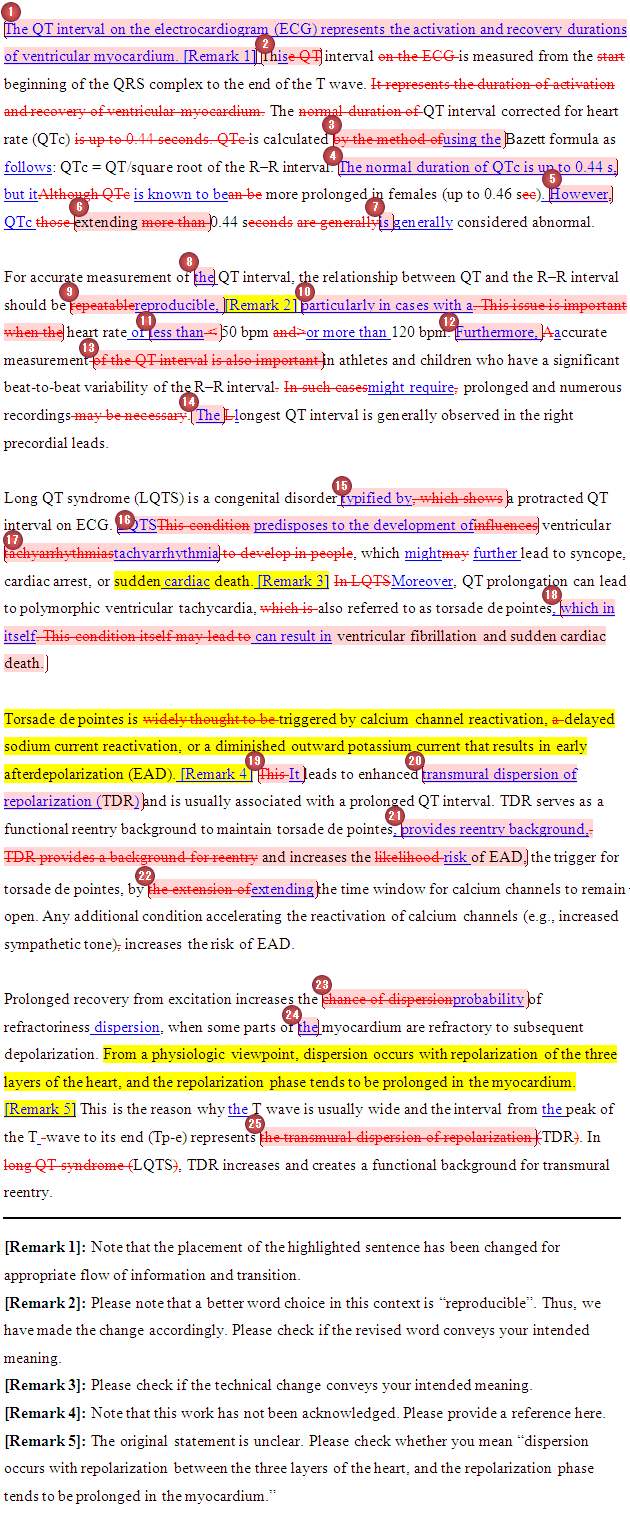 1
The QT interval on the electrocardiogram (ECG) represents the activation and recovery durations
2
of ventricular myocardium. [Remark 1] Thise QT interval on the ECG is measured from the start
beginning of the QRS complex to the end of the T wave. It represents the duration of activation
and recovery of ventricular myocardium. The normal duration of QT interval corrected for heart
3
rate (QTc) is up to 0.44 seconds. QTc is calculated by the method of using the Bazett formula as
4
follows: QTc = QT/square root of the R–R interval. The normal duration of QTc is up to 0.44 s,
5
but itAlthough QTc is known to bean be more prolonged in females (up to 0.46 sec). However,
6 7
QTc those extending more than 0.44 seconds are generallyis generally considered abnormal.
8
For accurate measurement of the QT interval, the relationship between QT and the R–R interval
9 10
should be repeatablereproducible, [Remark 2] particularly in cases with a. This issue is important
11 12
when the heart rate of less than < 50 bpm and>or more than 120 bpm. Furthermore, Aaccurate
13
measurement of the QT interval is also important in athletes and children who have a significant
beat-to-beat variability of the R–R interval. In such casesmight require, prolonged and numerous
14
recordings may be necessary. The Llongest QT interval is generally observed in the right
precordial leads.
15
Long QT syndrome (LQTS) is a congenital disorder typified by, which shows a protracted QT
16
interval on ECG. LQTSThis condition predisposes to the development ofinfluences ventricular
17
tachyarrhythmiastachyarrhythmia to develop in people, which mightmay further lead to syncope,
cardiac arrest, or sudden cardiac death. [Remark 3] In LQTSMoreover, QT prolongation can lead
18
to polymorphic ventricular tachycardia, which is also referred to as torsade de pointes, which in
itself. This condition itself may lead to can result in ventricular fibrillation and sudden cardiac
death.
Torsade de pointes is widely thought to be triggered by calcium channel reactivation, a delayed
sodium current reactivation, or a diminished outward potassium current that results in early
19 20
afterdepolarization (EAD). [Remark 4] This It leads to enhanced transmural dispersion of
repolarization (TDR) and is usually associated with a prolonged QT interval. TDR serves as a
21
functional reentry background to maintain torsade de pointes, provides reentry background,.
TDR provides a background for reentry and increases the likelihood risk of EAD, the trigger for
22
torsade de pointes, by the extension ofextending the time window for calcium channels to remain
open. Any additional condition accelerating the reactivation of calcium channels (e.g., increased
sympathetic tone), increases the risk of EAD.
23
Prolonged recovery from excitation increases the chance of dispersionprobability of
24
refractoriness dispersion, when some parts of the myocardium are refractory to subsequent
depolarization. From a physiologic viewpoint, dispersion occurs with repolarization of the three
layers of the heart, and the repolarization phase tends to be prolonged in the myocardium.
[Remark 5] This is the reason why the T wave is usually wide and the interval from the peak of
25
the T -wave to its end (Tp-e) represents the transmural dispersion of repolarization (TDR). In
long QT syndrome (LQTS), TDR increases and creates a functional background for transmural
reentry.
[Remark 1]: Note that the placement of the highlighted sentence has been changed for
appropriate flow of information and transition.
[Remark 2]: Please note that a better word choice in this context is “reproducible”. Thus, we
have made the change accordingly. Please check if the revised word conveys your intended
meaning.
[Remark 3]: Please check if the technical change conveys your intended meaning.
[Remark 4]: Note that this work has not been acknowledged. Please provide a reference here.
[Remark 5]: The original statement is unclear. Please check whether you mean “dispersion
occurs with repolarization between the three layers of the heart, and the repolarization phase
tends to be prolonged in the myocardium.”